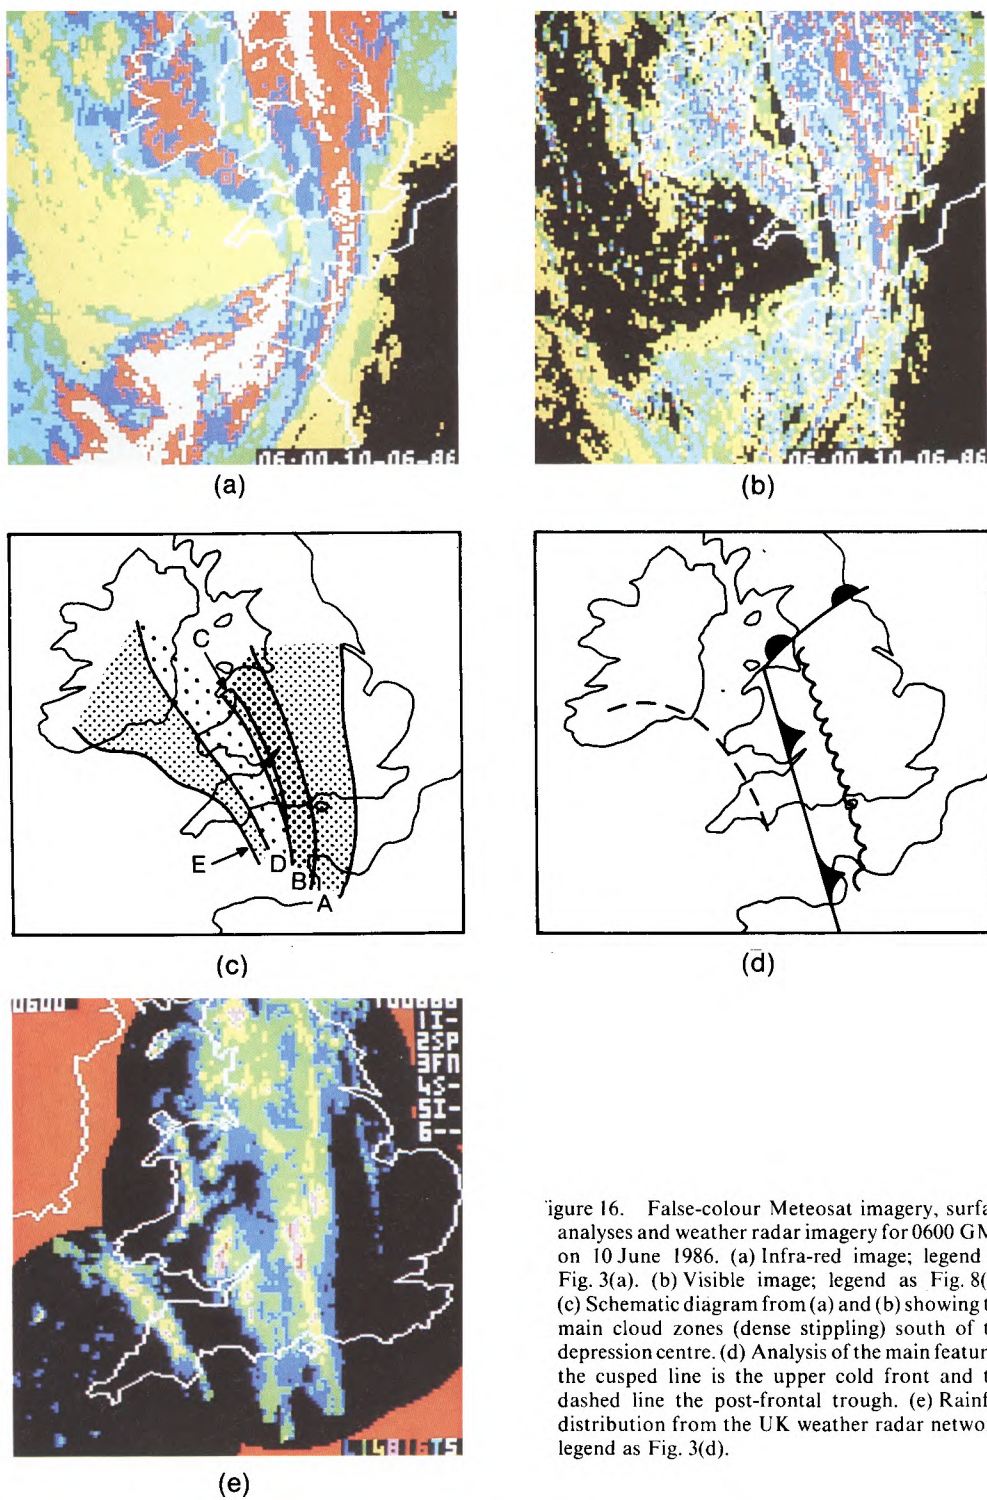 06:00.10-06-86
06:00.10-06-86
(a)
(b)
C
E
D
B
A
(c)
(d)
0600
1I-
2SP
3FM
4S-
5I-
6--
(e)
igure 16. False-colour Meteosat imagery, surfa
analyses and weather radar imagery for 0600 GM
on 10 June 1986. (a) Infra-red image; legend
Fig. 3(a). (b) Visible image; legend as Fig. 8(
(c) Schematic diagram from (a) and (b) showing t
main cloud zones (dense stippling) south of t
depression centre. (d) Analysis of the main featur
the cusped line is the upper cold front and t
dashed line the post-frontal trough. (e) Rainf
distribution from the UK weather radar networ
legend as Fig. 3(d).